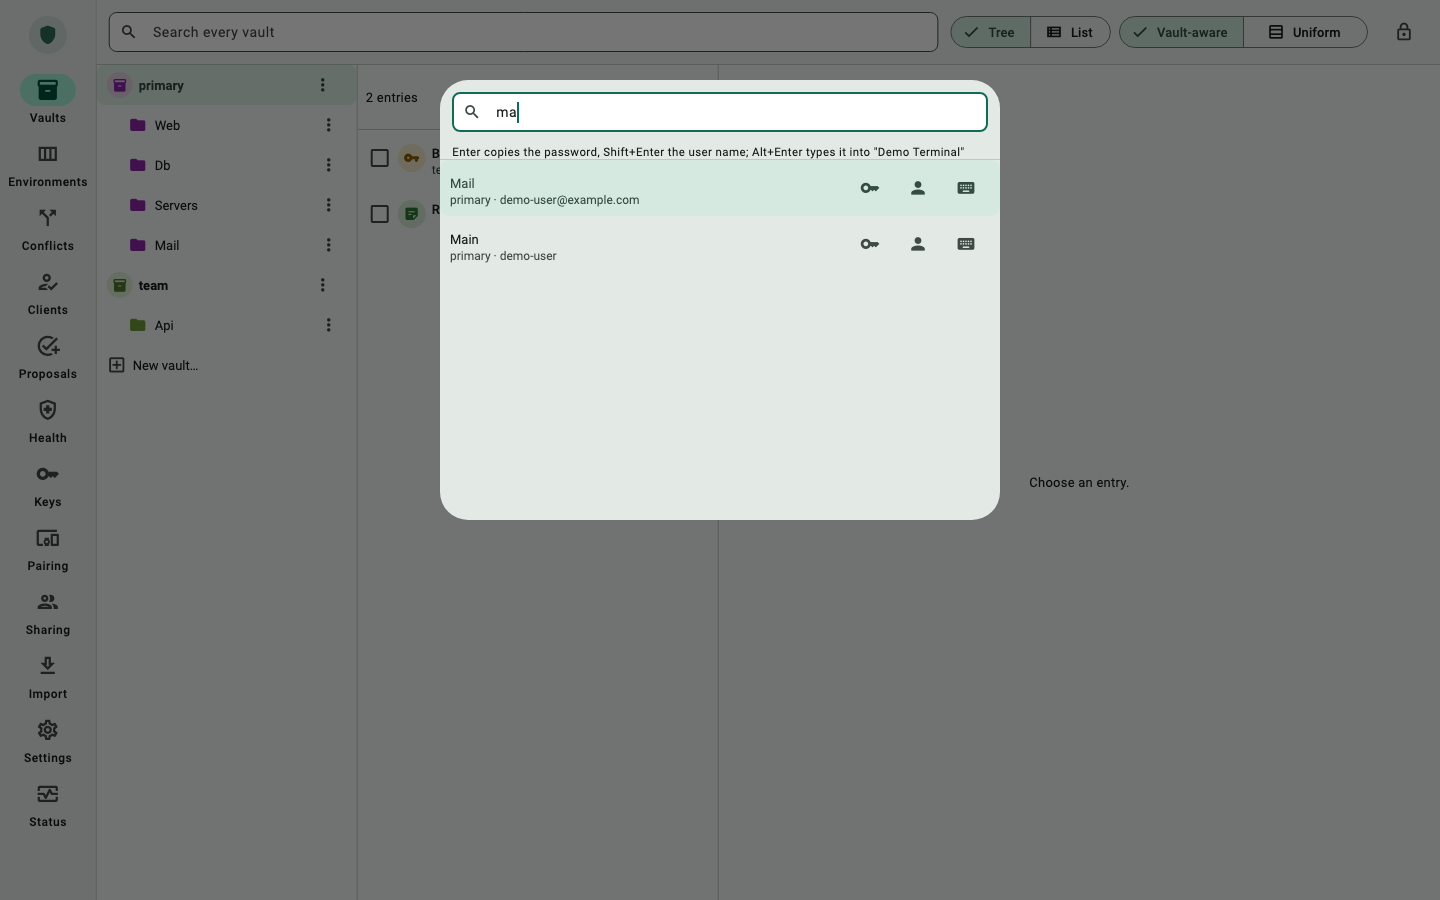 Search every vault
Tree
List
Vault-aware
Uniform
Vaults
Environments
Conflicts
Clients
Proposals
Health
Keys
Pairing
Sharing
Import
Settings
Status
primary
Web
Db
Servers
Mail
team
Api
New vault…
2 entries
ma
Enter copies the password, Shift+Enter the user name; Alt+Enter types it into "Demo Terminal"
Mail
primary · demo-user@example.com
Main
primary · demo-user
Choose an entry.